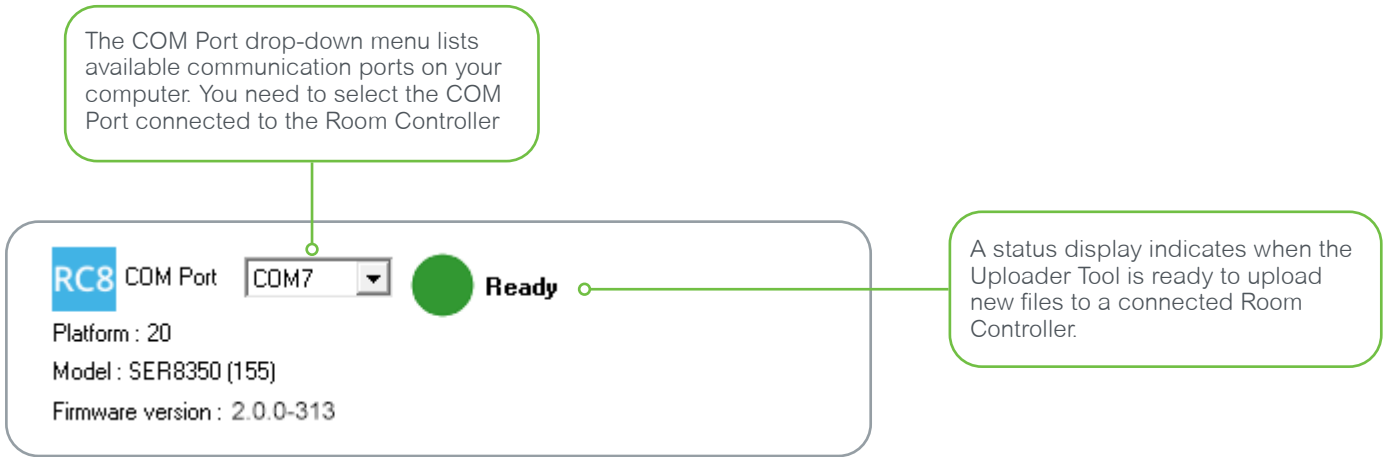 The COM Port drop-down menu lists
available communication ports on your
computer. You need to select the COM
Port connected to the Room Controller
RC8 COM Port COM7 Ready
Platform : 20
Model : SER8350 (155)
Firmware version : 2.0.0-313
A status display indicates when the
Uploader Tool is ready to upload
new files to a connected Room
Controller.